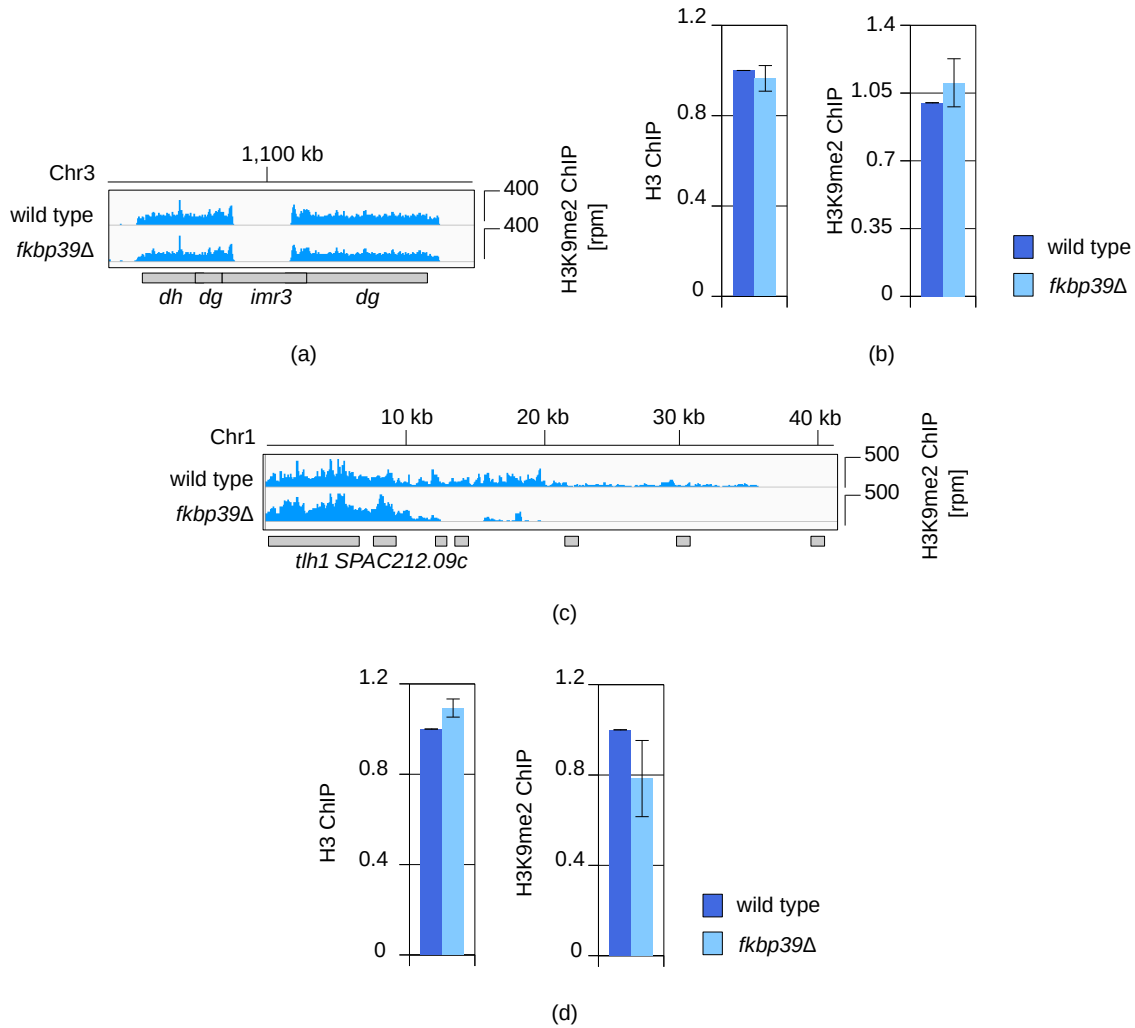 1,100 kb
Chr3
wild type
fkbp39Δ
400
400
H3K9me2 ChIP
[rpm]
dh dg imr3 dg
(a)
1.2
0.8
0.4
0
H3 ChIP
1.4
1.05
0.7
0.35
0
H3K9me2 ChIP
wild type
fkbp39Δ
(b)
10 kb 20 kb 30 kb 40 kb
Chr1
wild type
fkbp39Δ
500
500
H3K9me2 ChIP
[rpm]
tlh1 SPAC212.09c
(c)
1.2
0.8
0.4
0
H3 ChIP
1.2
0.8
0.4
0
H3K9me2 ChIP
wild type
fkbp39Δ
(d)